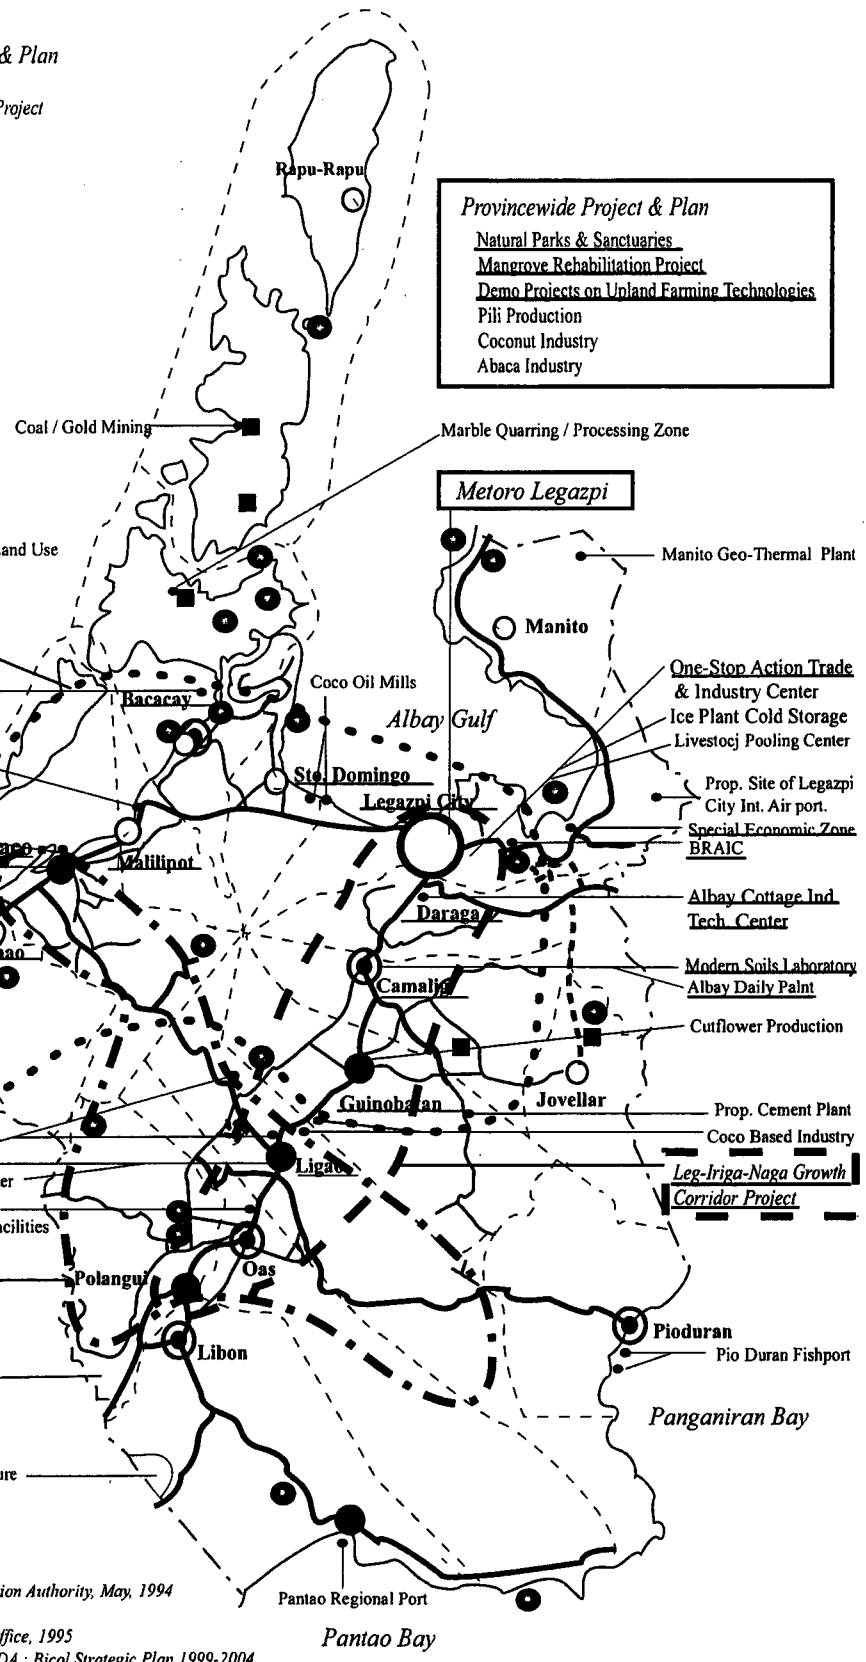 & Plan
Project
Rapu-Rapu
Provincewide Project & Plan
Natural Parks & Sanctuaries
Mangrove Rehabilitation Project
Demo Projects on Upland Farming Technologies
Pili Production
Coconut Industry
Abaca Industry
Coal / Gold Mining
Marble Quarring / Processing Zone
Metoro Legazpi
and Use
Manito Geo-Thermal Plant
Manito
One-Stop Action Trade
& Industry Center
Ice Plant Cold Storage
Livestocj Pooling Center
Coco Oil Mills
Bacacay
Albay Gulf
Sto. Domingo
Legazpi City
Prop. Site of Legazpi
City Int. Air port.
Special Economic Zone
BRAIC
Malilipot
Albay Cottage Ind.
Tech. Center
Daraga
Camalig
Modern Soils Laboratory
Albay Daily Palnt
Cutflower Production
Guinobatan
Jovellar
Prop. Cement Plant
Coco Based Industry
Ligao
Leg-Iriga-Naga Growth
Corridor Project
er
cilities
Oas
Polangui
Libon
Pioduran
Pio Duran Fishport
Panganiran Bay
ure
Pantao Regional Port
ion Authority, May, 1994
ffice, 1995
Pantao Bay
DA : Bicol Strategic Plan 1999-2004